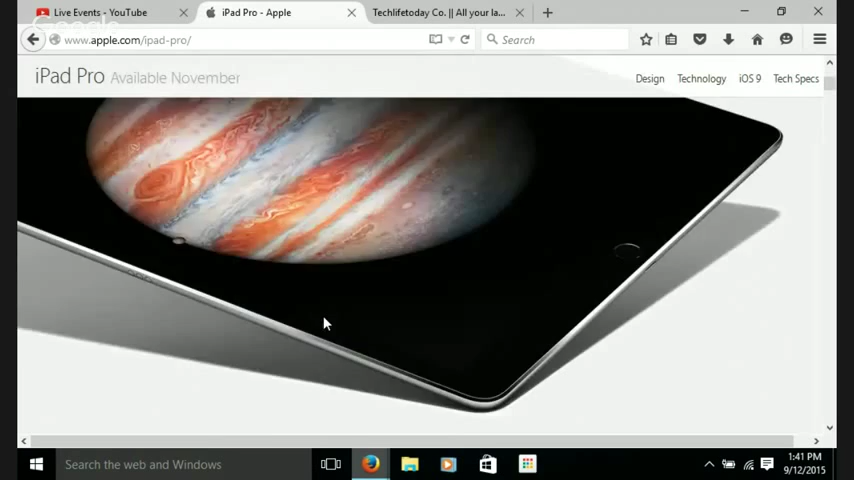 Live Events - YouTube
iPad Pro - Apple
Techlifetoday Co. || All your la...
Google
www.apple.com/ipad-pro/
Search
iPad Pro Available November
Design Technology iOS 9 Tech Specs
Search the web and Windows
1:41 PM
9/12/2015